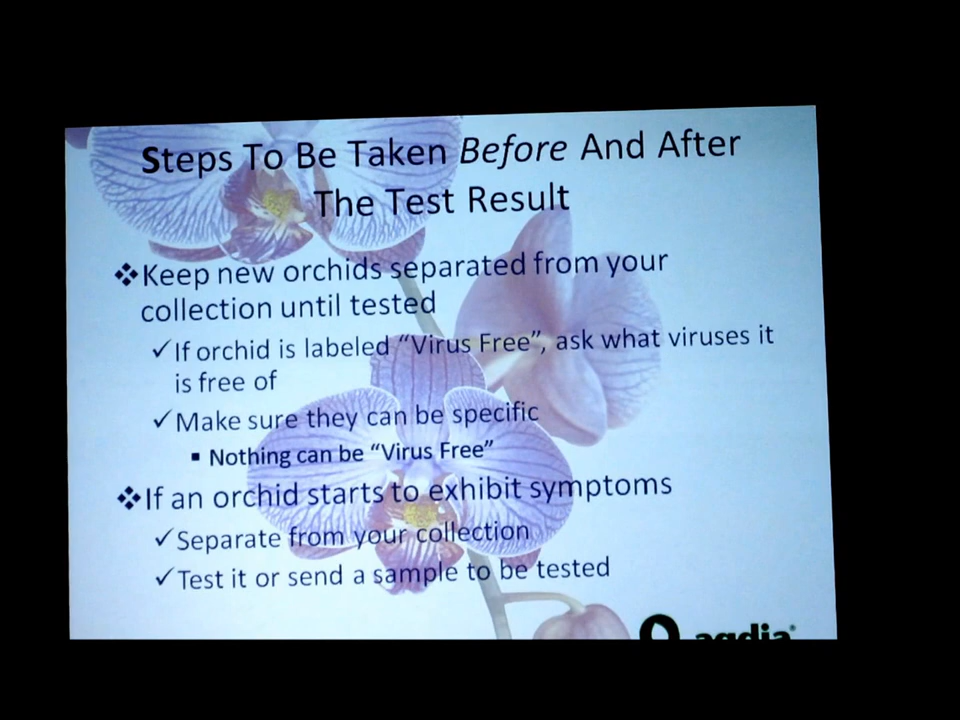 Steps To Be Taken Before And After
The Test Result
❖Keep new orchids separated from your
collection until tested
✓If orchid is labeled “Virus Free”, ask what viruses it
is free of
✓Make sure they can be specific
▪ Nothing can be “Virus Free”
❖If an orchid starts to exhibit symptoms
✓Separate from your collection
✓Test it or send a sample to be tested
agdia®